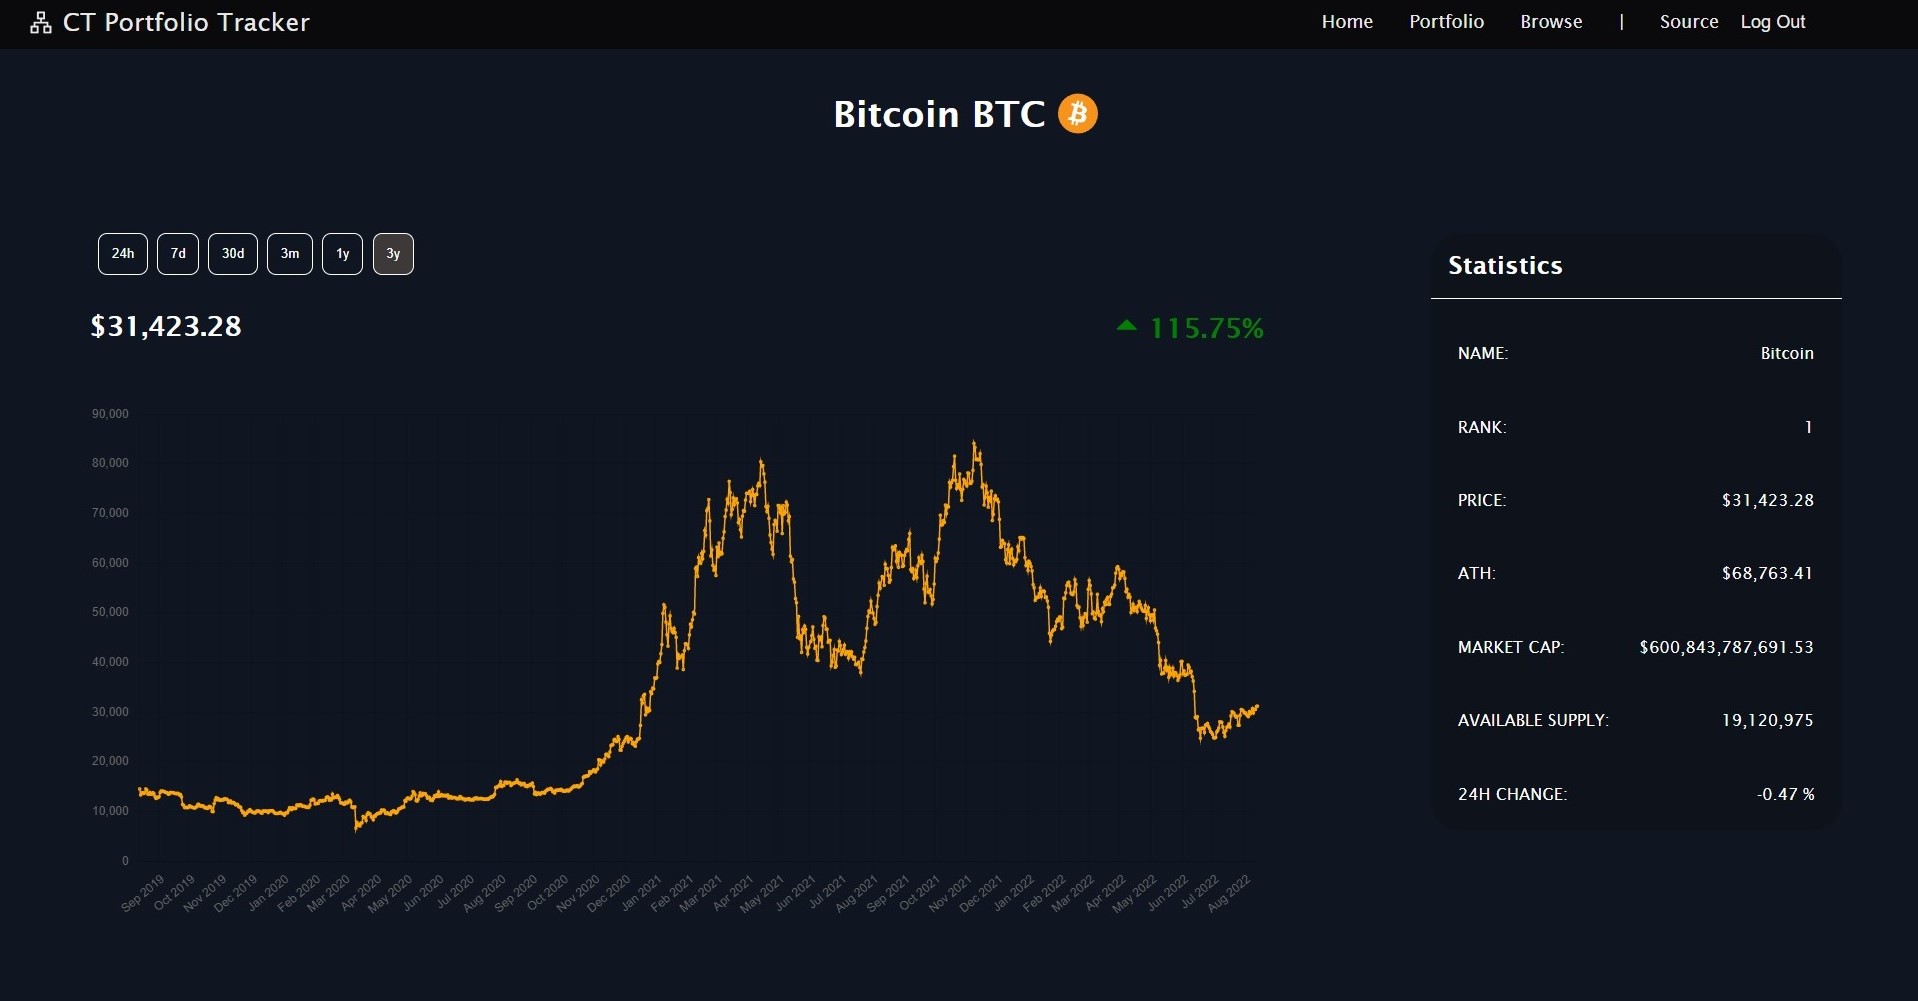 CT Portfolio Tracker
Home Portfolio Browse | Source Log Out
Bitcoin BTC
24h 7d 30d 3m 1y 3y
$31,423.28
115.75%
90,000
80,000
70,000
60,000
50,000
40,000
30,000
20,000
10,000
0
Sep 2019 Oct 2019 Nov 2019 Dec 2019 Jan 2020 Feb 2020 Mar 2020 Apr 2020 May 2020 Jun 2020 Jul 2020 Aug 2020 Sep 2020 Oct 2020 Nov 2020 Dec 2020 Jan 2021 Feb 2021 Mar 2021 Apr 2021 May 2021 Jun 2021 Jul 2021 Aug 2021 Sep 2021 Oct 2021 Nov 2021 Dec 2021 Jan 2022 Feb 2022 Mar 2022 Apr 2022 May 2022 Jun 2022 Jul 2022 Aug 2022
Statistics
NAME: Bitcoin
RANK: 1
PRICE: $31,423.28
ATH: $68,763.41
MARKET CAP: $600,843,787,691.53
AVAILABLE SUPPLY: 19,120,975
24H CHANGE: -0.47 %